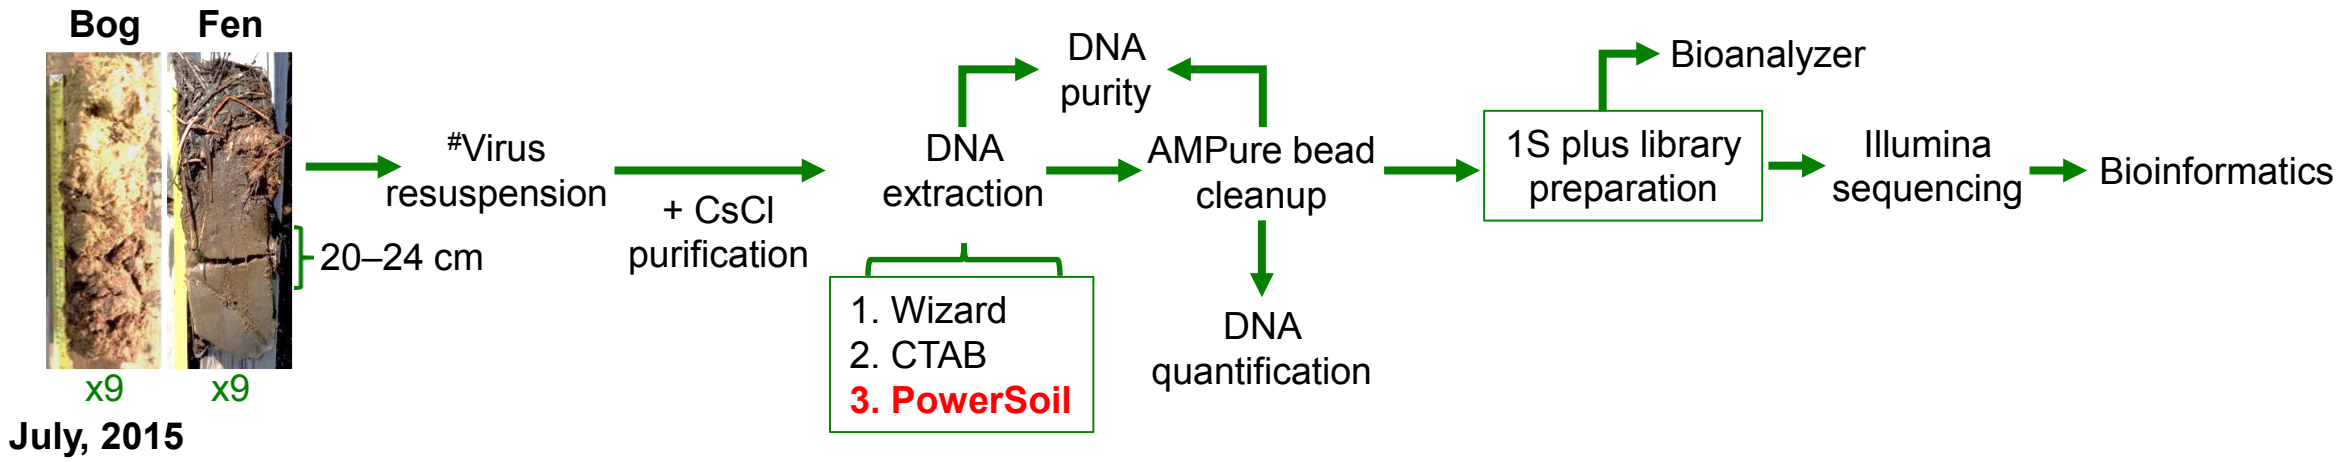 Bog
Fen
x9
x9
July, 2015
20–24 cm
#Virus
resuspension
+ CsCl
purification
DNA
extraction
1. Wizard
2. CTAB
3. PowerSoil
DNA
purity
AMPure bead
cleanup
DNA
quantification
1S plus library
preparation
Bioanalyzer
Illumina
sequencing
Bioinformatics